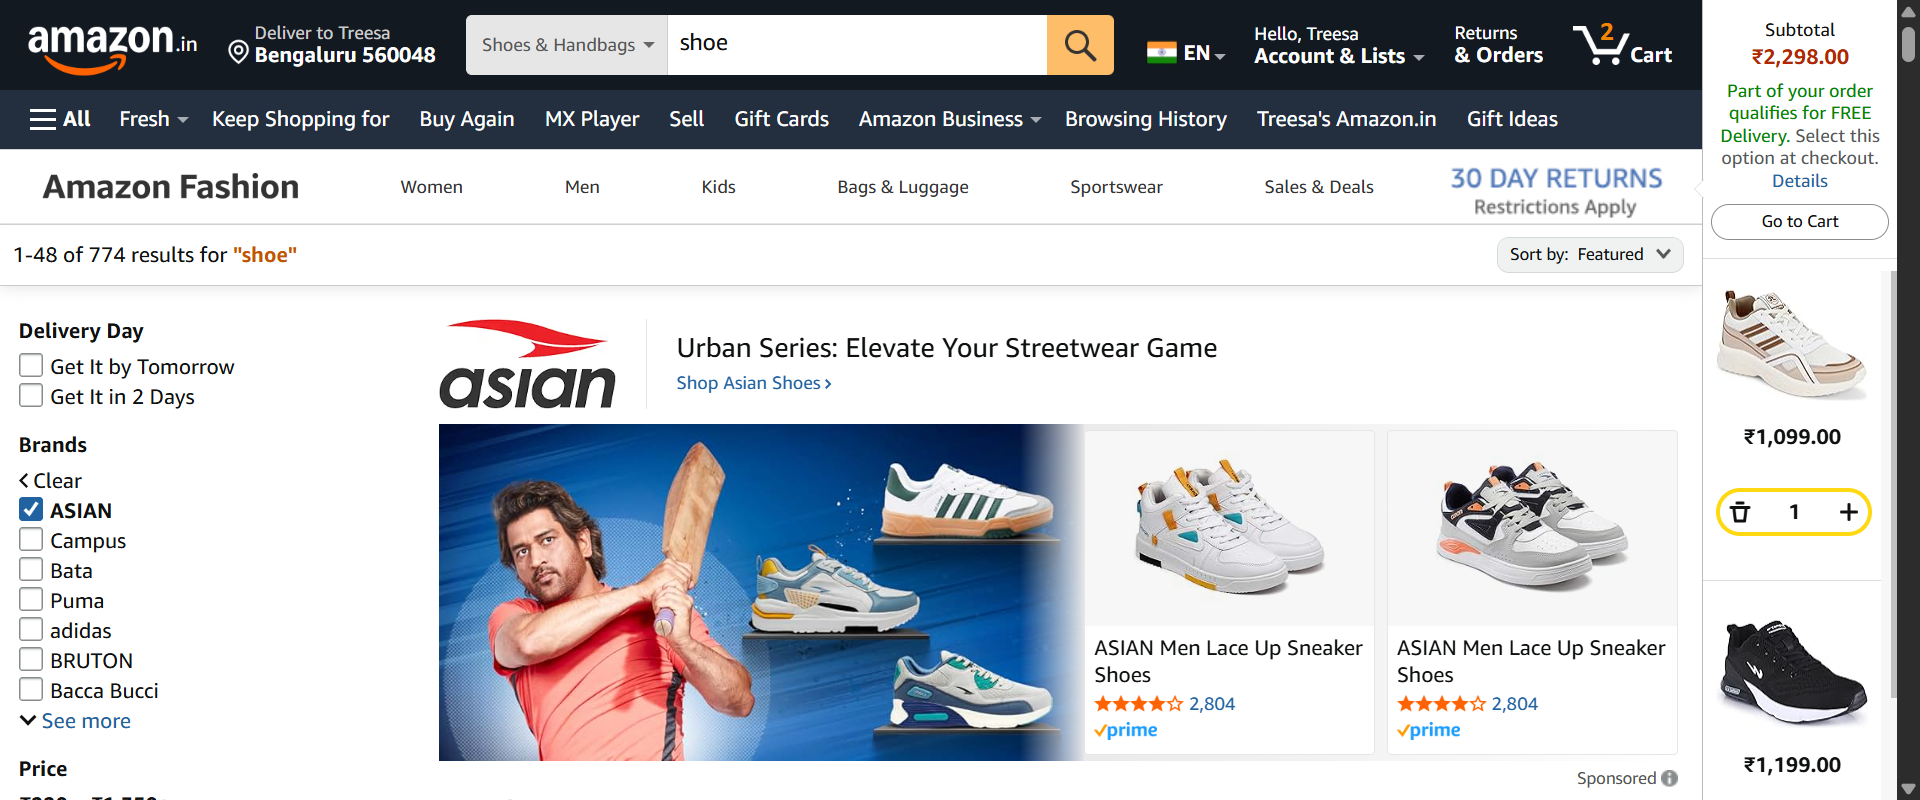 amazon.in
Deliver to Treesa
Bengaluru 560048
Shoes & Handbags
shoe
EN
Hello, Treesa
Account & Lists
Returns
& Orders
2
Cart
All
Fresh
Keep Shopping for
Buy Again
MX Player
Sell
Gift Cards
Amazon Business
Browsing History
Treesa's Amazon.in
Gift Ideas
Amazon Fashion
Women
Men
Kids
Bags & Luggage
Sportswear
Sales & Deals
30 DAY RETURNS
Restrictions Apply
1-48 of 774 results for "shoe"
Sort by: Featured
Delivery Day
Get It by Tomorrow
Get It in 2 Days
Brands
Clear
ASIAN
Campus
Bata
Puma
adidas
BRUTON
Bacca Bucci
See more
Price
asian
Urban Series: Elevate Your Streetwear Game
Shop Asian Shoes
ASIAN Men Lace Up Sneaker
Shoes
2,804
prime
ASIAN Men Lace Up Sneaker
Shoes
2,804
prime
Sponsored
Subtotal
₹2,298.00
Part of your order
qualifies for FREE
Delivery. Select this
option at checkout.
Details
Go to Cart
₹1,099.00
1
₹1,199.00